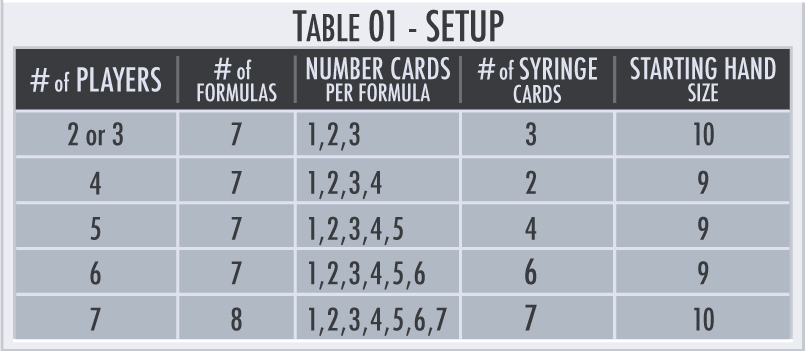 TABLE 01 - SETUP
# of PLAYERS # of FORMULAS NUMBER CARDS PER FORMULA # of SYRINGE CARDS STARTING HAND SIZE
2 or 3 7 1,2,3 3 10
4 7 1,2,3,4 2 9
5 7 1,2,3,4,5 4 9
6 7 1,2,3,4,5,6 6 9
7 8 1,2,3,4,5,6,7 7 10